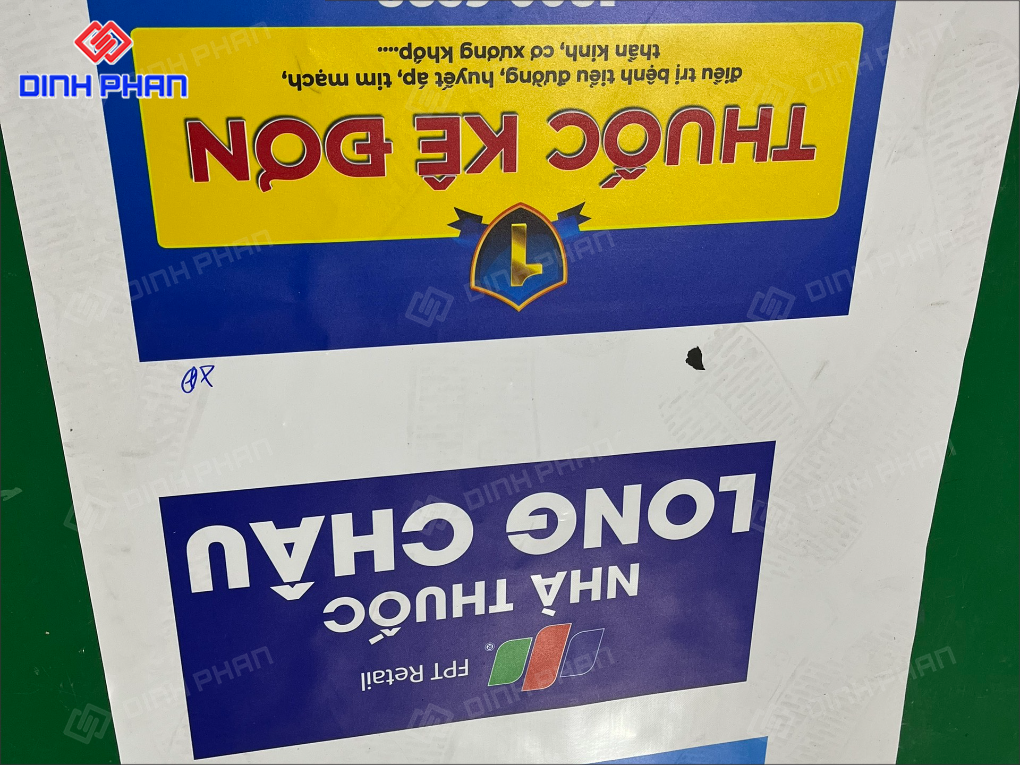 DINH PHAN
FPT Retail
NHÀ THUỐC
LONG CHÂU
1
THUỐC KÊ ĐƠN
điều trị bệnh tiểu đường, huyết áp, tim mạch,
thần kinh, cơ xương khớp....